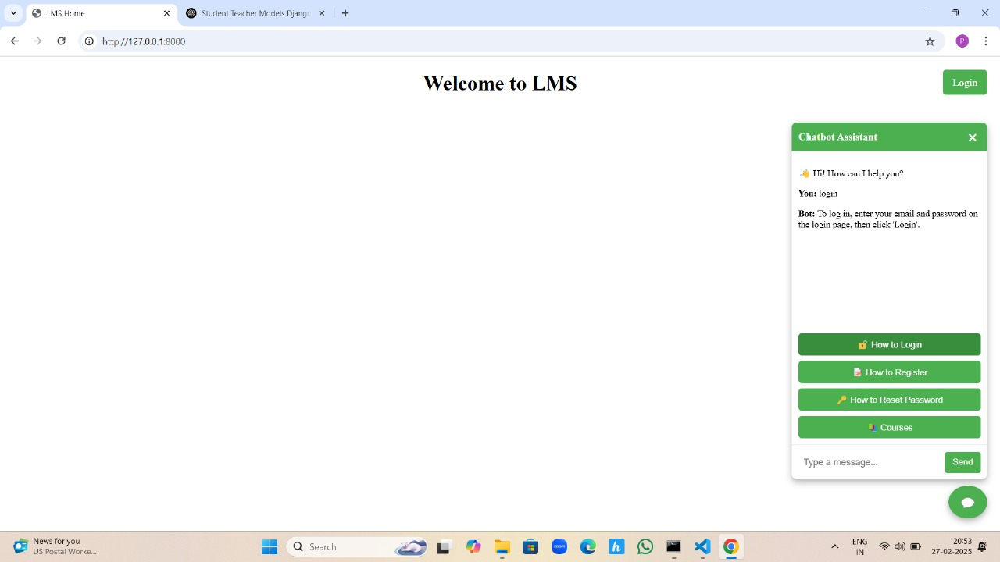 LMS Home
Student Teacher Models Djang
http://127.0.0.1:8000
P
Welcome to LMS
Login
Chatbot Assistant
👋 Hi! How can I help you?
You: login
Bot: To log in, enter your email and password on
the login page, then click 'Login'.
🔓 How to Login
📝 How to Register
🔑 How to Reset Password
📚 Courses
Type a message...
Send
News for you
US Postal Worke...
Search
zoom
h
ENG
IN
20:53
27-02-2025